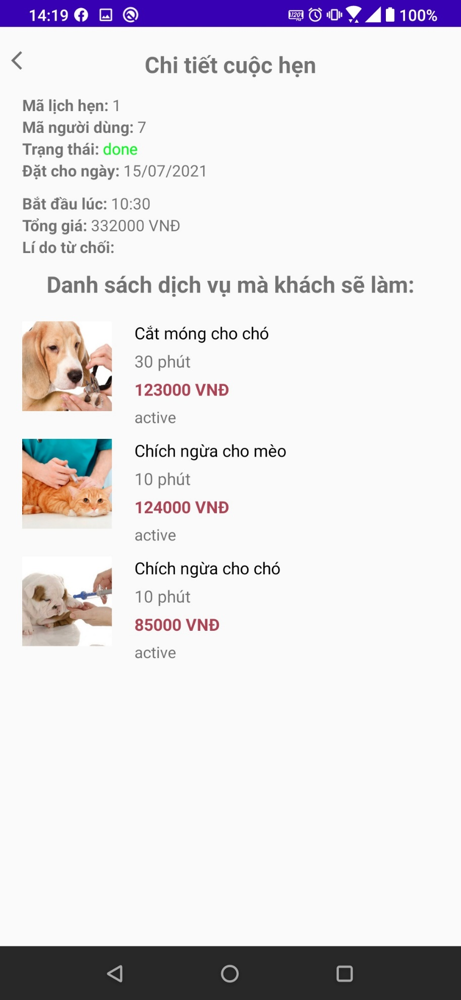 14:19 120 Hz 100%
Chi tiết cuộc hẹn
Mã lịch hẹn: 1
Mã người dùng: 7
Trạng thái: done
Đặt cho ngày: 15/07/2021
Bắt đầu lúc: 10:30
Tổng giá: 332000 VNĐ
Lí do từ chối:
Danh sách dịch vụ mà khách sẽ làm:
Cắt móng cho chó
30 phút
123000 VNĐ
active
Chích ngừa cho mèo
10 phút
124000 VNĐ
active
Chích ngừa cho chó
10 phút
85000 VNĐ
active